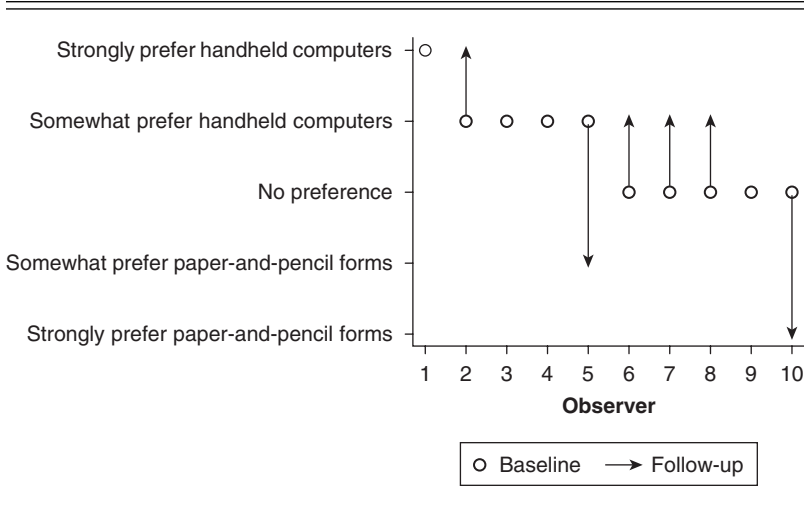 Strongly prefer handheld computers
Somewhat prefer handheld computers
No preference
Somewhat prefer paper-and-pencil forms
Strongly prefer paper-and-pencil forms
1 2 3 4 5 6 7 8 9 10
Observer
Baseline Follow-up